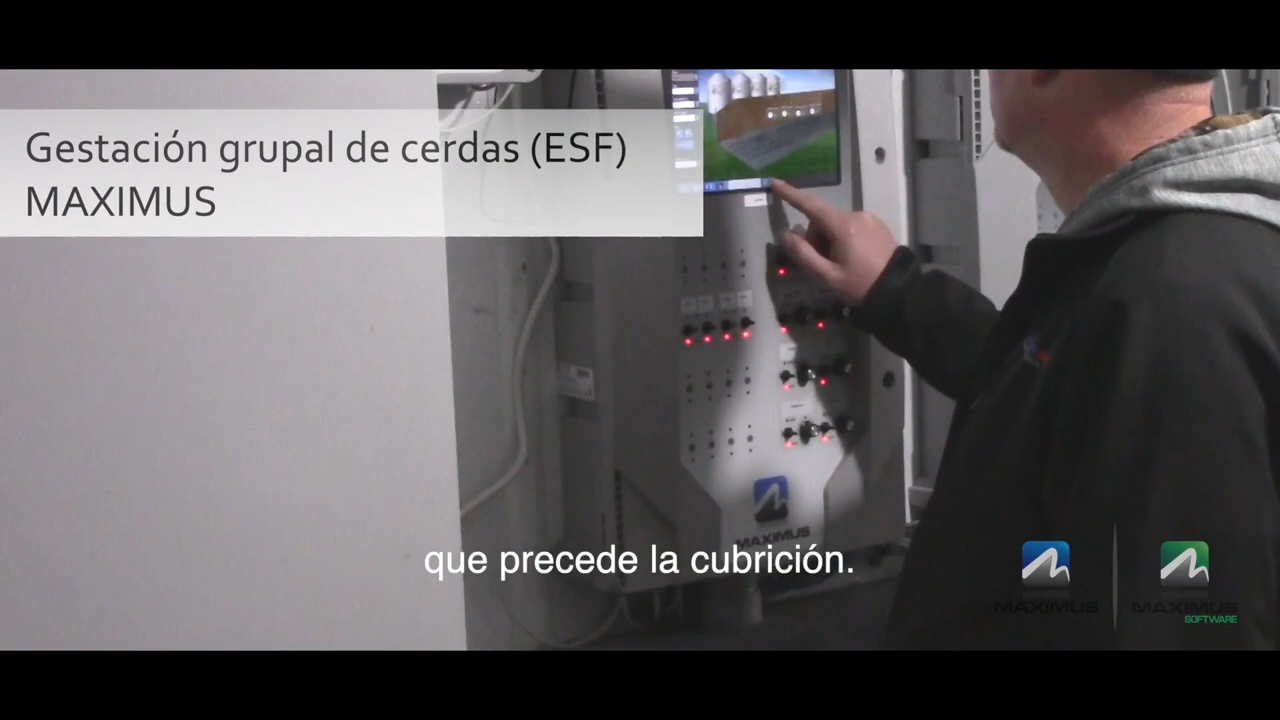 Gestación grupal de cerdas (ESF)
MAXIMUS
MAXIMUS
que precede la cubrición.
MAXIMUS
MAXIMUS
SOFTWARE